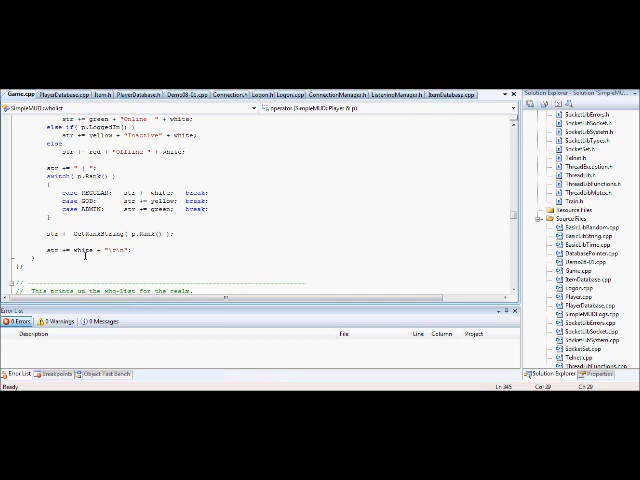 Game.cpp PlayerDatabase.cpp Item.h PlayerDatabase.h Demo08-01.cpp Connection.h Logon.h Logon.cpp ConnectionManager.h ListeningManager.h ItemDatabase.cpp
SimpleMUD.wholist operator (SimpleMUD.Player & p)
str += green + "Online " + white;
else if( p.LoggedIn() )
str += yellow + "Inactive" + white;
else
str += red + "Offline " + white;
str += " | ";
switch( p.Rank() )
{
case REGULAR: str += white; break;
case GOD: str += yellow; break;
case ADMIN: str += green; break;
}
str += GetRankString( p.Rank() );
str += white + "\r\n";
}
};
// This prints up the who-list for the realm.
Error List
0 Errors 0 Warnings 0 Messages
Description File Line Column Project
Error List Breakpoints Object Test Bench
Ready Ln 345 Col 29 Ch 29
SocketLibErrors.h
SocketLibSocket.h
SocketLibSystem.h
SocketLibTypes.h
SocketSet.h
Telnet.h
ThreadException.h
ThreadLib.h
ThreadLibFunctions.h
ThreadLibMutex.h
Train.h
Resource Files
Source Files
BasicLibRandom.cpp
BasicLibString.cpp
BasicLibTime.cpp
DatabasePointer.cpp
Demo08-01.cpp
Game.cpp
ItemDatabase.cpp
Logon.cpp
Player.cpp
PlayerDatabase.cpp
SimpleMUDLogs.cpp
SocketLibErrors.cpp
SocketLibSocket.cpp
SocketLibSystem.cpp
SocketSet.cpp
Telnet.cpp
ThreadLibFunctions.cpp
Solution Explorer Properties